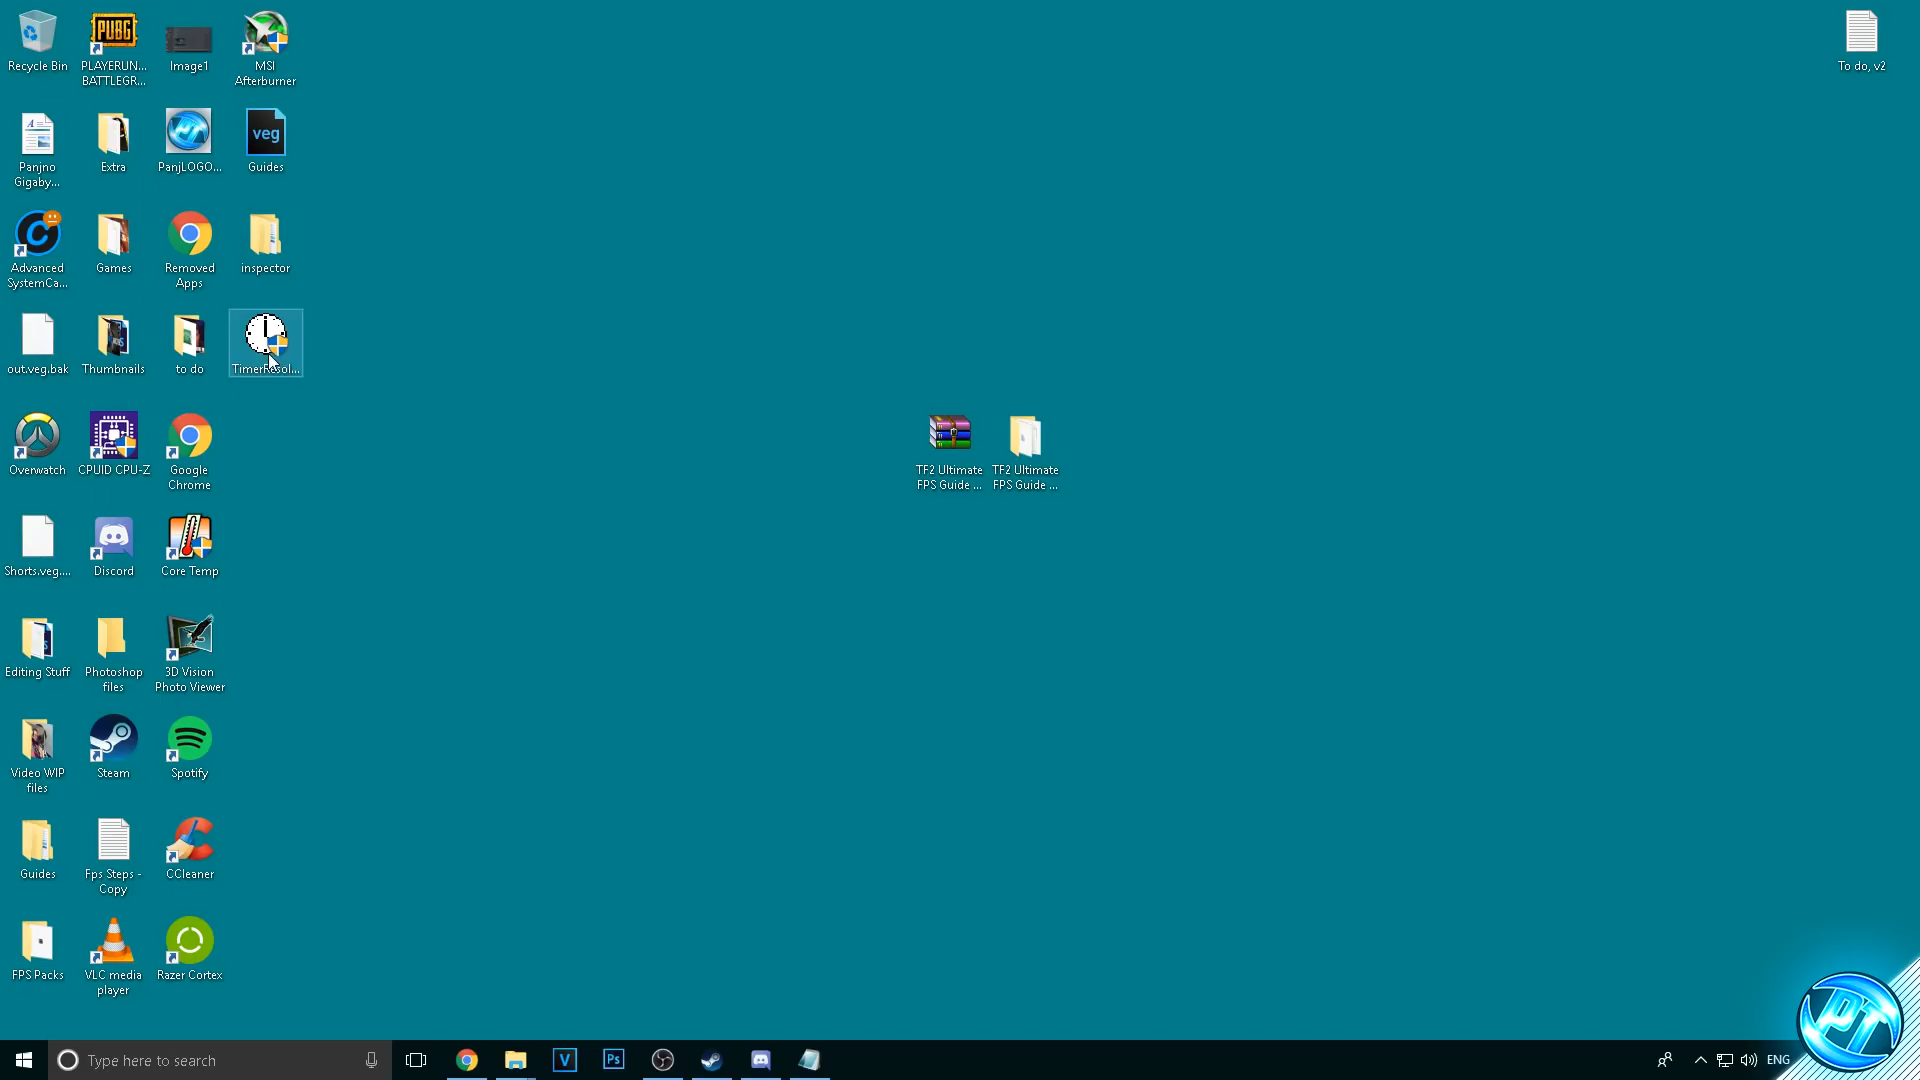 Recycle Bin
PLAYERUN...
BATTLEGR...
PUBG
Image1
MSI
Afterburner
To do, v2
Panjno
Gigaby...
Extra
PanjLOGO...
veg
Guides
Advanced
SystemCa...
Games
Removed
Apps
inspector
out.veg.bak
Thumbnails
to do
TimerResol...
Overwatch
CPUID CPU-Z
Google
Chrome
TF2 Ultimate
FPS Guide ...
TF2 Ultimate
FPS Guide ...
Shorts.veg....
Discord
Core Temp
Editing Stuff
Photoshop
files
3D Vision
Photo Viewer
Video WIP
files
Steam
Spotify
Guides
Fps Steps -
Copy
CCleaner
FPS Packs
VLC media
player
Razer Cortex
PT
Type here to search
V
Ps
ENG